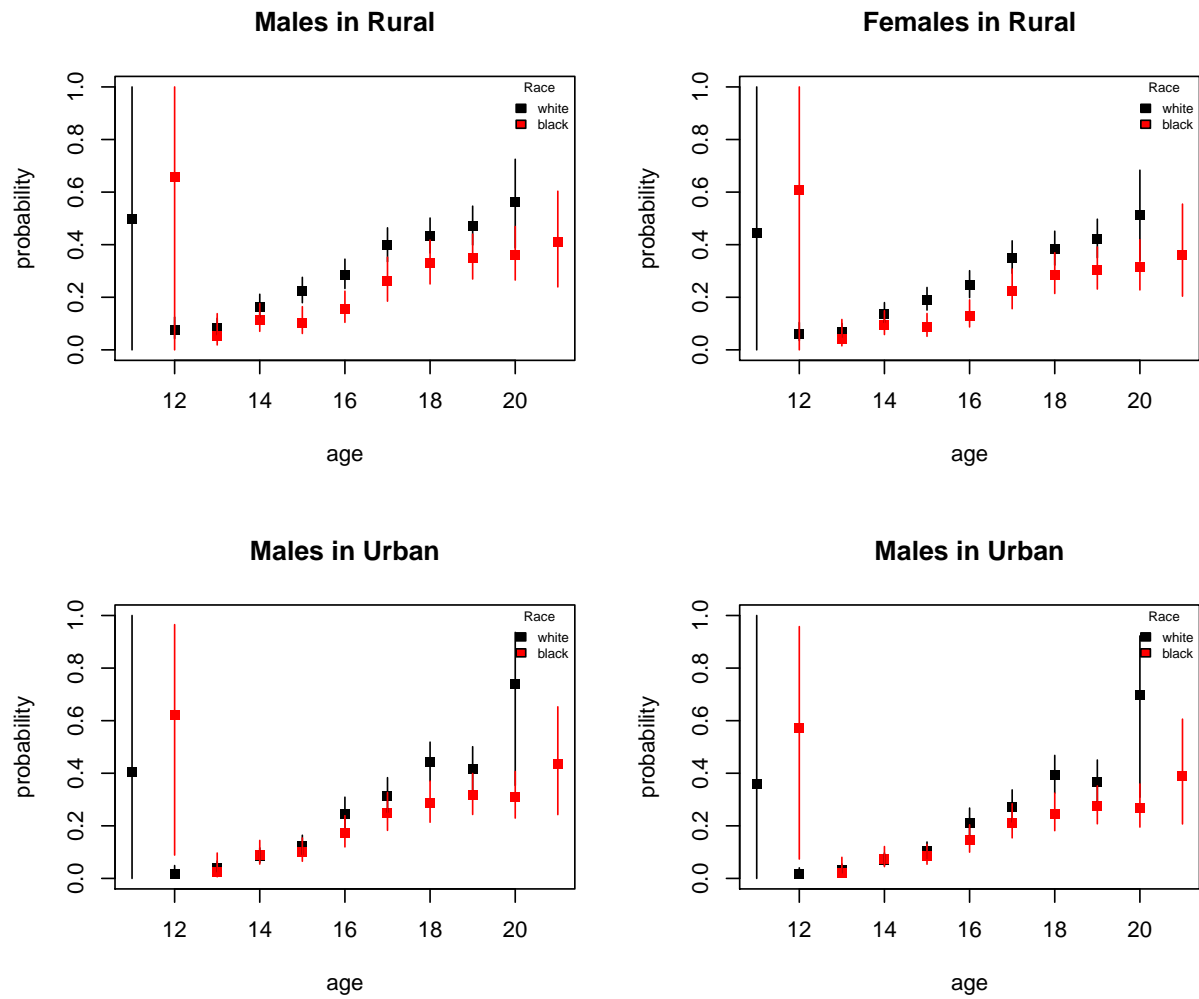 Males in Rural
probability
1.0
0.8
0.6
0.4
0.2
0.0
Race
white
black
12 14 16 18 20
age
Females in Rural
probability
1.0
0.8
0.6
0.4
0.2
0.0
Race
white
black
12 14 16 18 20
age
Males in Urban
probability
1.0
0.8
0.6
0.4
0.2
0.0
Race
white
black
12 14 16 18 20
age
Males in Urban
probability
1.0
0.8
0.6
0.4
0.2
0.0
Race
white
black
12 14 16 18 20
age